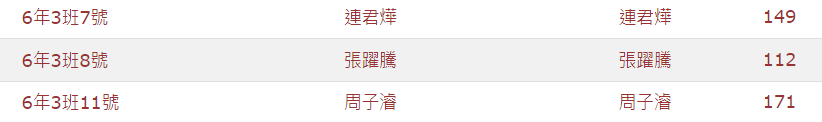 6年3班7號 連君燁 連君燁 149
6年3班8號 張躍騰 張躍騰 112
6年3班11號 周子濬 周子濬 171